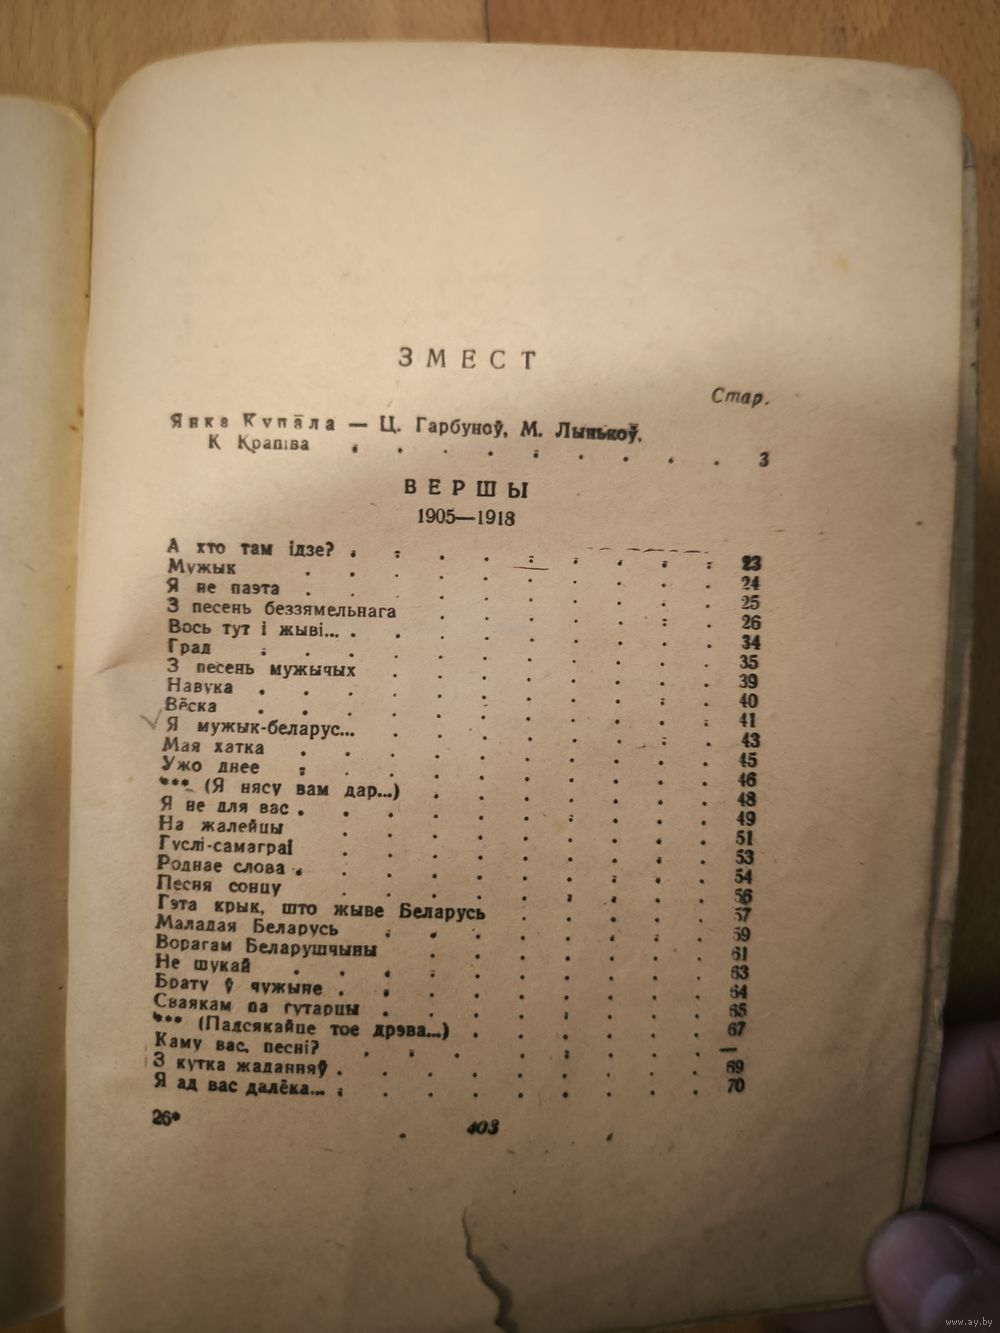 ЗМЕСТ
Стар.
Янка Купала — Ц. Гарбуноў, М. Лынькоў,
К Крапіва . . . . . . . . . 3
ВЕРШЫ
1905—1918
А хто там ідзе? . . . . . . . . . 23
Мужык . . . . . . . . . . 24
Я не паэта . . . . . . . . . . 25
З песень беззямельнага . . . . . . . 26
Вось тут і жыві... . . . . . . . . . 34
Град . . . . . . . . . . . 35
З песень мужычых . . . . . . . . 39
Навука . . . . . . . . . . . 40
Вёска . . . . . . . . . . . 41
Я мужык-беларус... . . . . . . . . 43
Мая хатка . . . . . . . . . . 45
Ужо днее . . . . . . . . . . 46
*** (Я нясу вам дар...) . . . . . . . 48
Я не для вас . . . . . . . . . . 49
На жалейцы . . . . . . . . . 51
Гуслі-самаграі . . . . . . . . . 53
Роднае слова . . . . . . . . . . 54
Песня сонцу . . . . . . . . . 56
Гэта крык, што жыве Беларусь . . . . . 57
Маладая Беларусь . . . . . . . . 59
Ворагам Беларушчыны . . . . . . . 61
Не шукай . . . . . . . . . . 63
Брату ў чужыне . . . . . . . . . 64
Сваякам па гутарцы . . . . . . . . 65
*** (Падсякайце тое дрэва...) . . . . . . 67
Каму вас, песні? . . . . . . . . —
З кутка жаданняў . . . . . . . . . 69
Я ад вас далёка... . . . . . . . . . 70
26*
403
www.ay.by